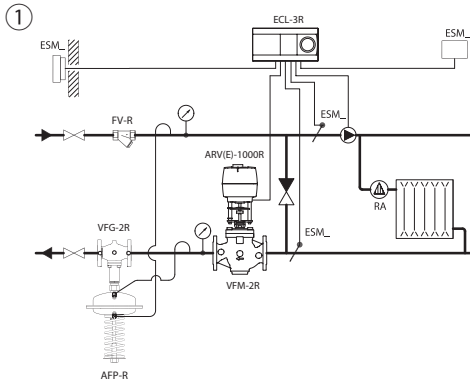 1
ECL-3R
ESM_
ESM_
FV-R
ESM_
ARV(E)-1000R
RA
VFG-2R
ESM_
VFM-2R
AFP-R